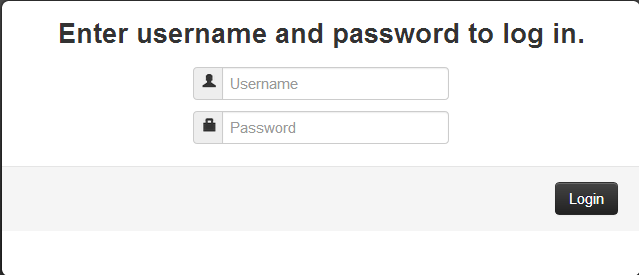 Enter username and password to log in.
Username
Password
Login